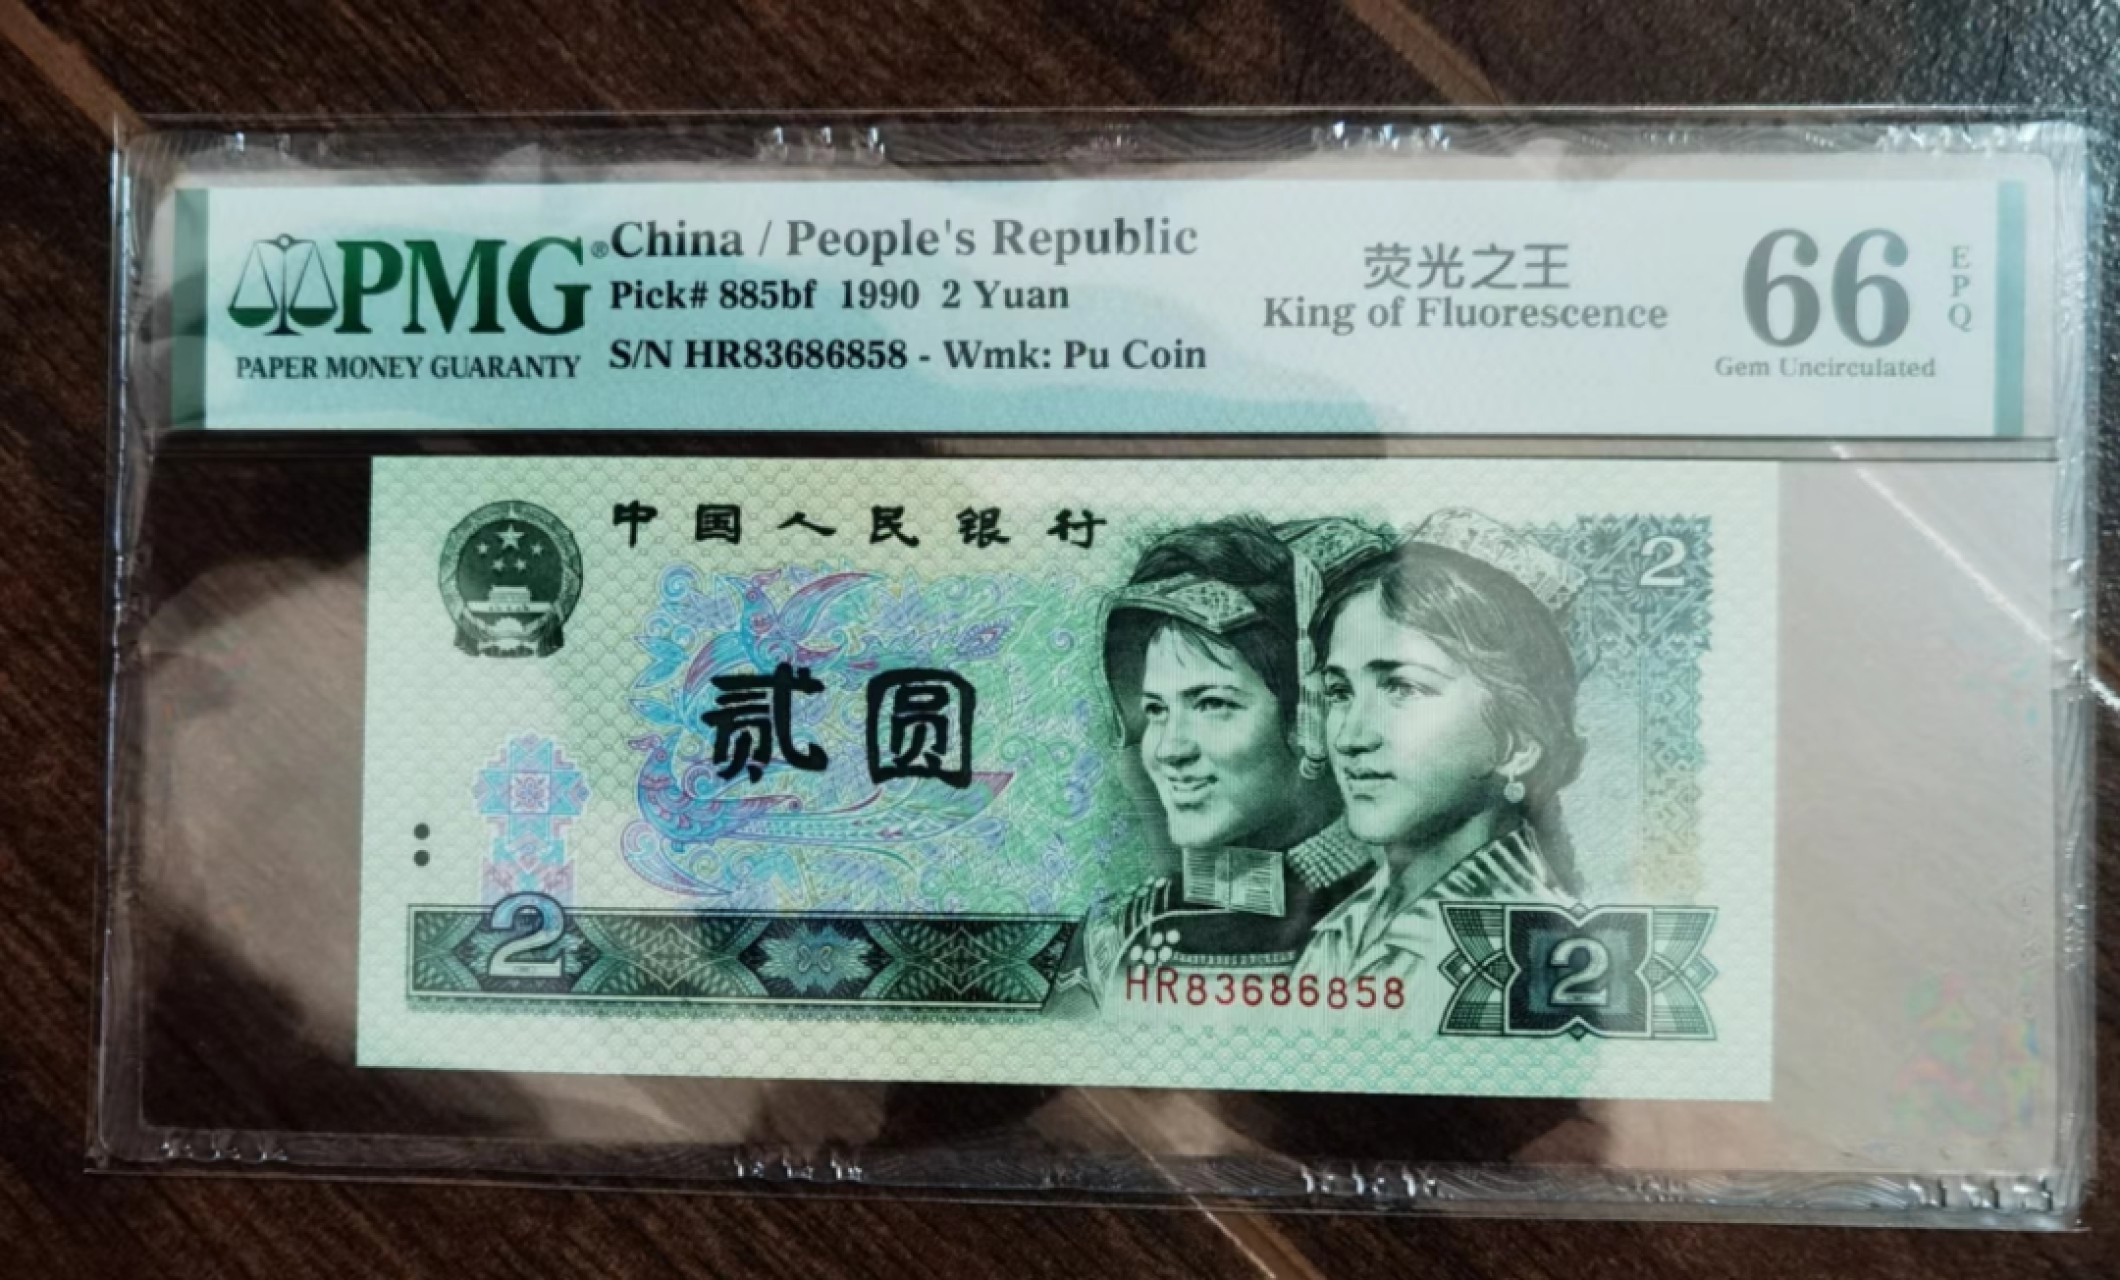 PMG®
PAPER MONEY GUARANTY
China / People's Republic
Pick# 885bf 1990 2 Yuan
S/N HR83686858 - Wmk: Pu Coin
荧光之王
King of Fluorescence
66
EPQ
Gem Uncirculated
中国人民银行
2
贰圆
2
HR83686858
2